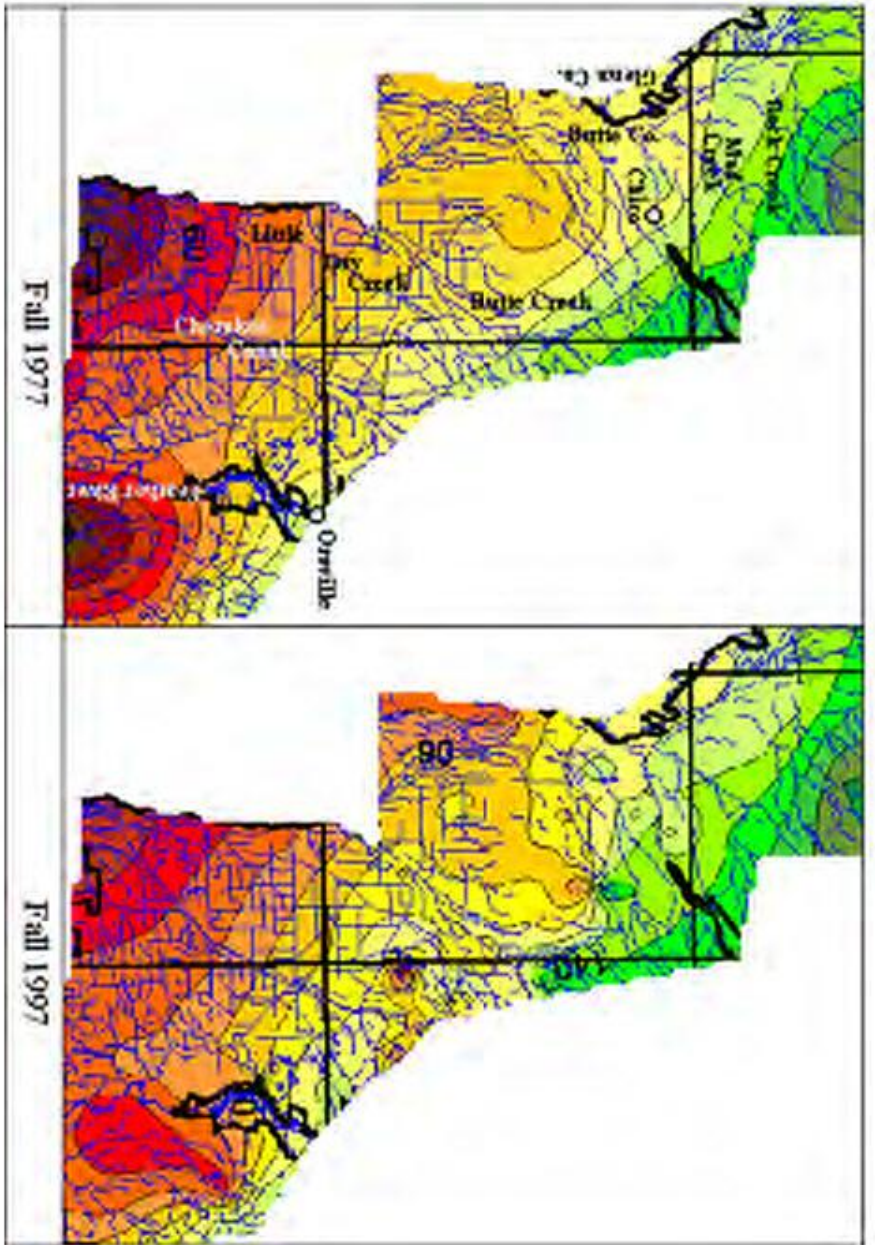 Glenn Co.
Butte Co.
Rock Creek
Mud
Creek
Chico
Butte Creek
Little
Dry
Creek
Cherokee
Canal
Feather River
Oroville
Fall 1977
90
140
Fall 1997